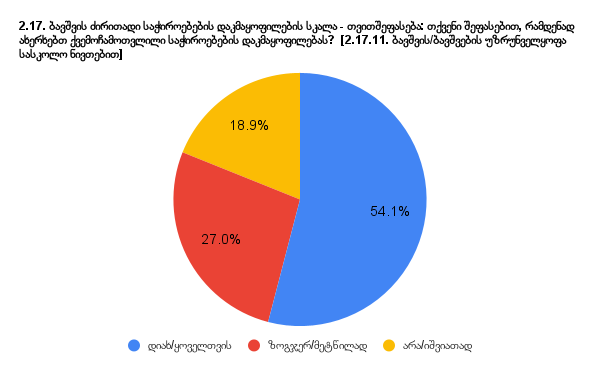 2.17. ბავშვის ძირითადი საჭიროებების დაკმაყოფილების სკალა - თვითშეფასება: თქვენი შეფასებით, რამდენად
ახერხებთ ქვემოჩამოთვლილი საჭიროებების დაკმაყოფილებას? [2.17.11. ბავშვის/ბავშვების უზრუნველყოფა
სასკოლო ნივთებით]
18.9%
54.1%
27.0%
დიახ/ყოველთვის ზოგჯერ/მეტწილად არა/იშვიათად